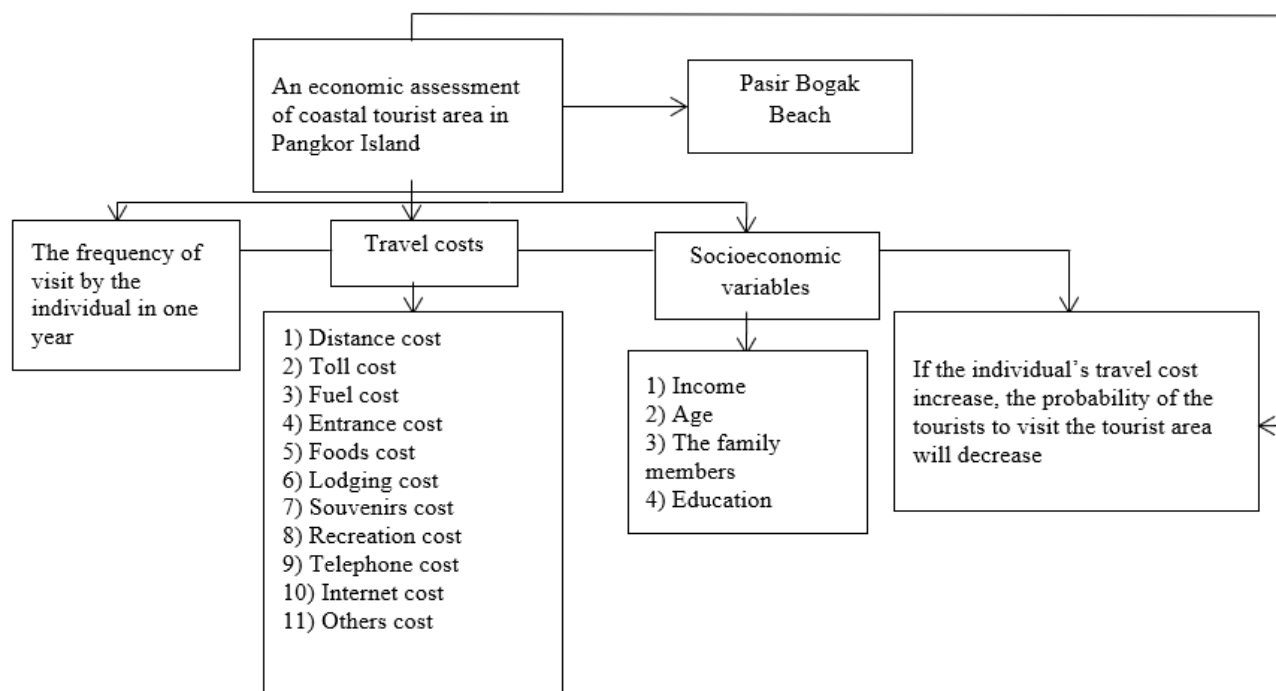 An economic assessment
of coastal tourist area in
Pangkor Island
Pasir Bogak
Beach
The frequency of
visit by the
individual in one
year
Travel costs
Socioeconomic
variables
1) Distance cost
2) Toll cost
3) Fuel cost
4) Entrance cost
5) Foods cost
6) Lodging cost
7) Souvenirs cost
8) Recreation cost
9) Telephone cost
10) Internet cost
11) Others cost
1) Income
2) Age
3) The family
members
4) Education
If the individual’s travel cost
increase, the probability of the
tourists to visit the tourist area
will decrease